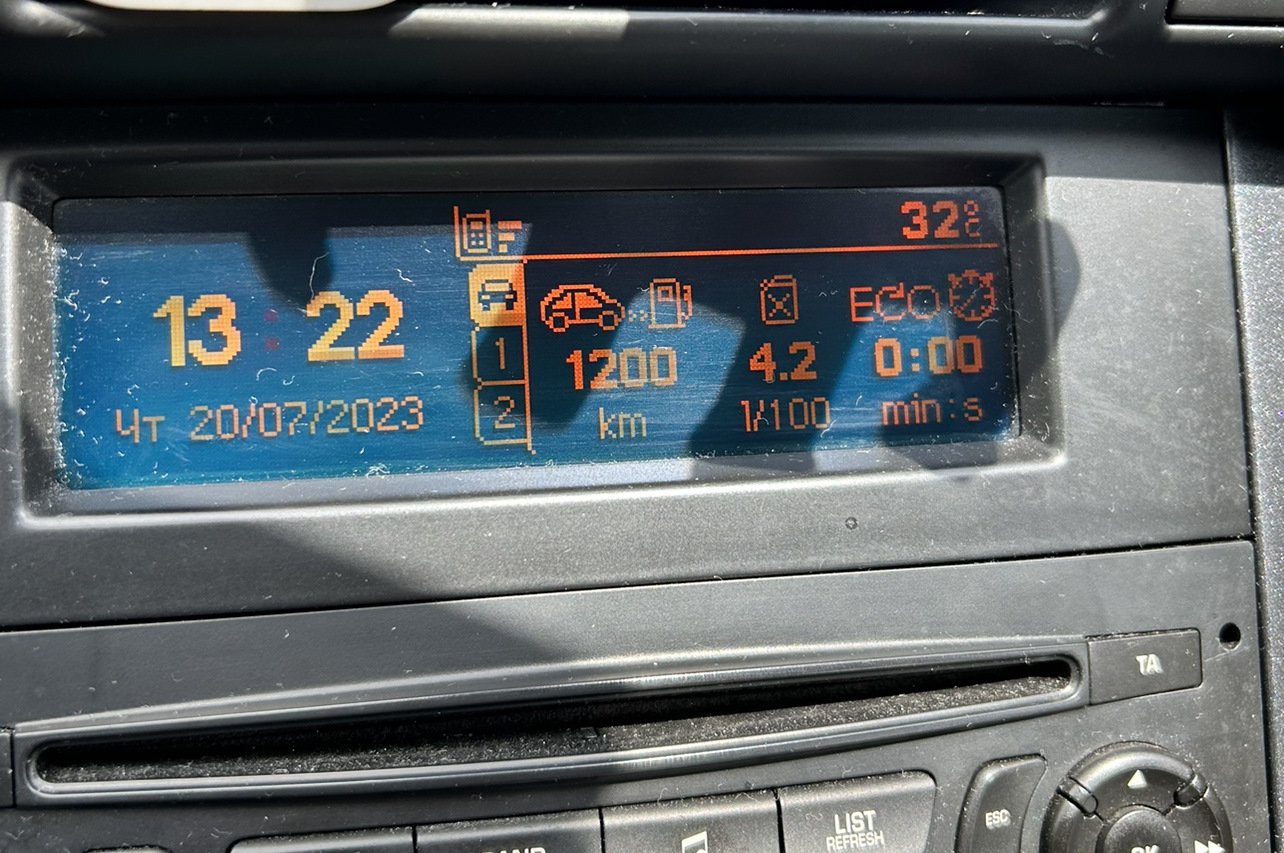 32°C
13:22
Чт 20/07/2023
1
2
ECO
1200 4.2 0:00
km l/100 min:s
TA
LIST
REFRESH
ESC
OK